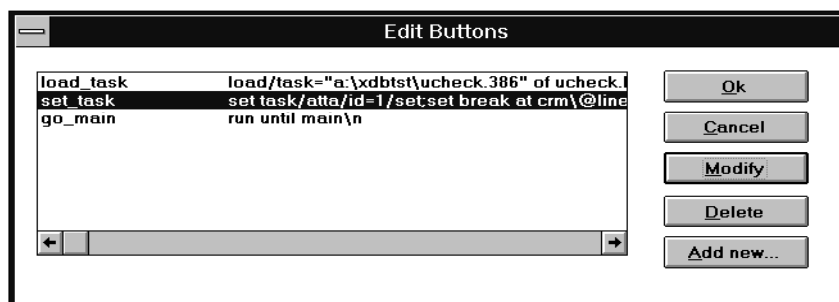 Edit Buttons
load_task load/task="a:\xdbtst\ucheck.386" of ucheck.l
set_task set task/atta/id=1/set;set break at crm\@line
go_main run until main\n
Ok
Cancel
Modify
Delete
Add new...